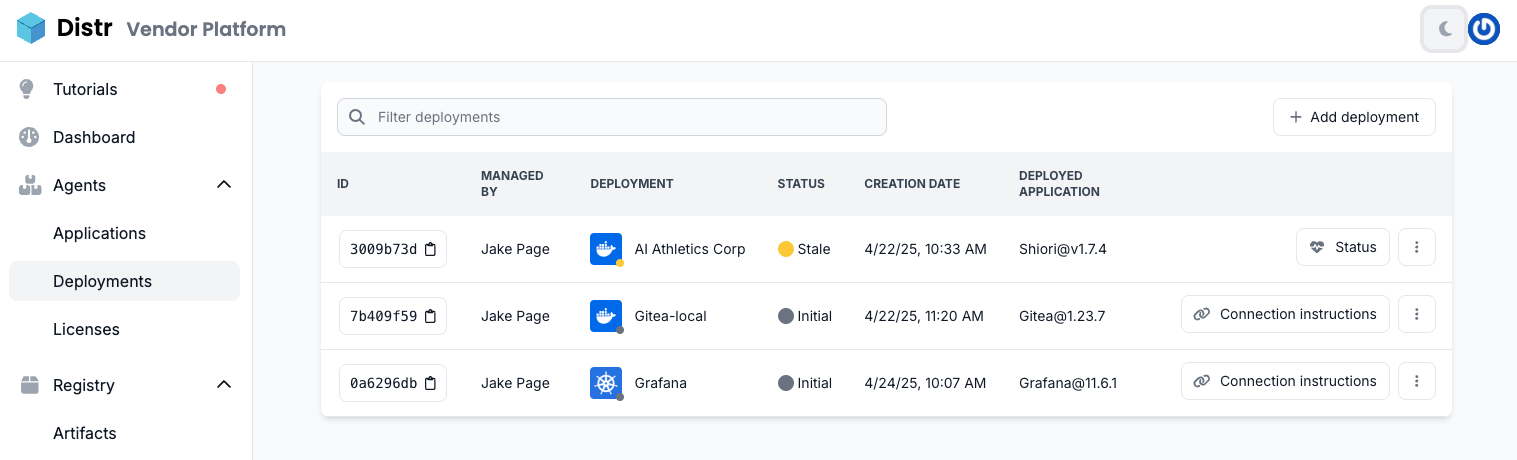 Distr Vendor Platform
Tutorials
Dashboard
Agents
Applications
Deployments
Licenses
Registry
Artifacts
Filter deployments
Add deployment
ID MANAGED BY DEPLOYMENT STATUS CREATION DATE DEPLOYED APPLICATION
3009b73d Jake Page AI Athletics Corp Stale 4/22/25, 10:33 AM Shiori@v1.7.4 Status
7b409f59 Jake Page Gitea-local Initial 4/22/25, 11:20 AM Gitea@1.23.7 Connection instructions
0a6296db Jake Page Grafana Initial 4/24/25, 10:07 AM Grafana@11.6.1 Connection instructions